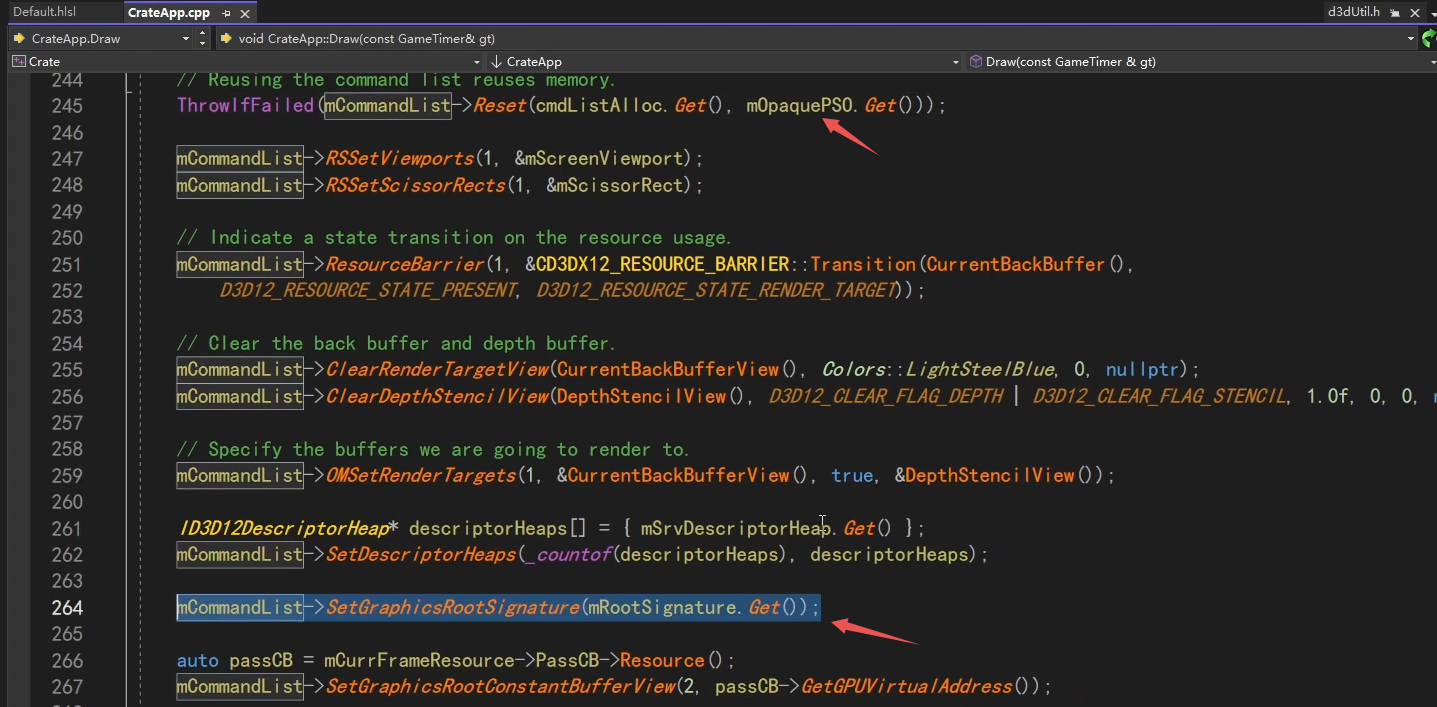 Default.hlsl CrateApp.cpp d3dUtil.h
CrateApp.Draw void CrateApp::Draw(const GameTimer& gt)
Crate CrateApp Draw(const GameTimer & gt)
244 // Reusing the command list reuses memory.
245 ThrowIfFailed(mCommandList->Reset(cmdListAlloc.Get(), mOpaquePSO.Get()));
246
247 mCommandList->RSSetViewports(1, &mScreenViewport);
248 mCommandList->RSSetScissorRects(1, &mScissorRect);
249
250 // Indicate a state transition on the resource usage.
251 mCommandList->ResourceBarrier(1, &CD3DX12_RESOURCE_BARRIER::Transition(CurrentBackBuffer(),
252 D3D12_RESOURCE_STATE_PRESENT, D3D12_RESOURCE_STATE_RENDER_TARGET));
253
254 // Clear the back buffer and depth buffer.
255 mCommandList->ClearRenderTargetView(CurrentBackBufferView(), Colors::LightSteelBlue, 0, nullptr);
256 mCommandList->ClearDepthStencilView(DepthStencilView(), D3D12_CLEAR_FLAG_DEPTH | D3D12_CLEAR_FLAG_STENCIL, 1.0f, 0, 0,
257
258 // Specify the buffers we are going to render to.
259 mCommandList->OMSetRenderTargets(1, &CurrentBackBufferView(), true, &DepthStencilView());
260
261 ID3D12DescriptorHeap* descriptorHeaps[] = { mSrvDescriptorHeap.Get() };
262 mCommandList->SetDescriptorHeaps(_countof(descriptorHeaps), descriptorHeaps);
263
264 mCommandList->SetGraphicsRootSignature(mRootSignature.Get());
265
266 auto passCB = mCurrFrameResource->PassCB->Resource();
267 mCommandList->SetGraphicsRootConstantBufferView(2, passCB->GetGPUVirtualAddress());